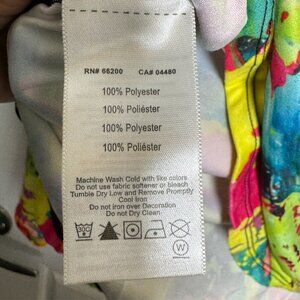 RN# 66200 CA# 04480
100% Polyester
100% Poliéster
100% Polyester
100% Poliéster
Machine Wash Cold with like colors
Do not use fabric softener or bleach
Tumble Dry Low and Remove Promptly
Cool Iron
Do not iron over Decoration
Do Not Dry Clean
30C
W